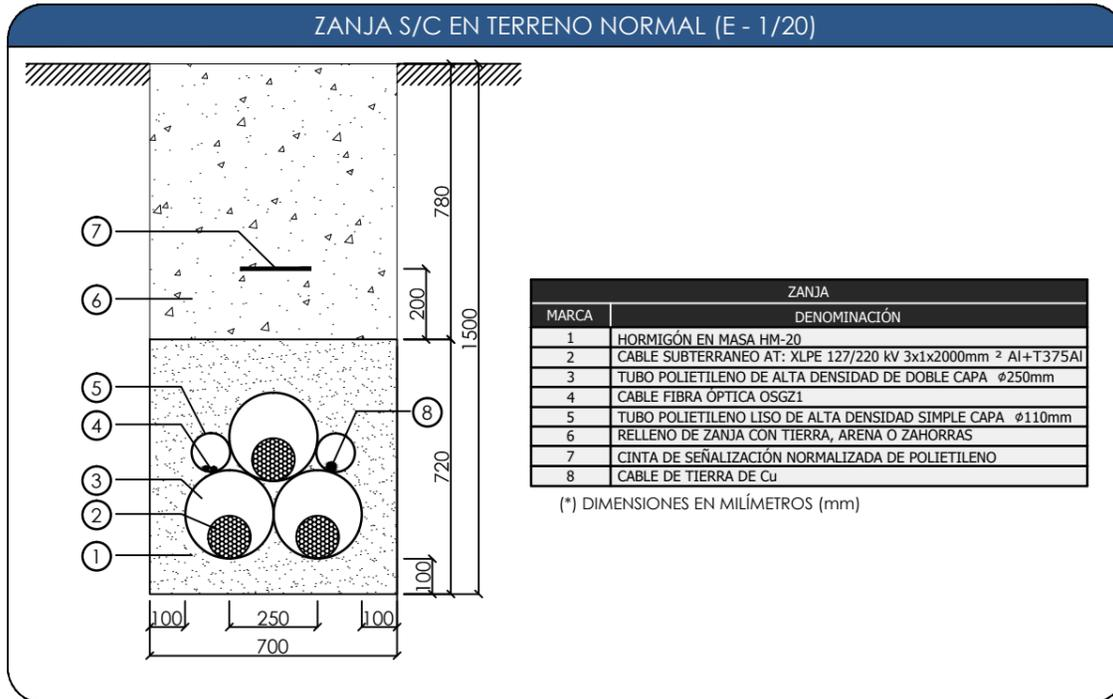 ZANJA S/C EN TERRENO NORMAL (E - 1/20)
7
6
5
4
3
2
1
8
780
200
1500
720
100
100
250
100
700
ZANJA
MARCA DENOMINACIÓN
1 HORMIGÓN EN MASA HM-20
2 CABLE SUBTERRANEO AT: XLPE 127/220 kV 3x1x2000mm ² Al+T375Al
3 TUBO POLIETILENO DE ALTA DENSIDAD DE DOBLE CAPA ϕ250mm
4 CABLE FIBRA ÓPTICA OSGZ1
5 TUBO POLIETILENO LISO DE ALTA DENSIDAD SIMPLE CAPA ϕ110mm
6 RELLENO DE ZANJA CON TIERRA, ARENA O ZAHORRAS
7 CINTA DE SEÑALIZACIÓN NORMALIZADA DE POLIETILENO
8 CABLE DE TIERRA DE Cu
(*) DIMENSIONES EN MILÍMETROS (mm)